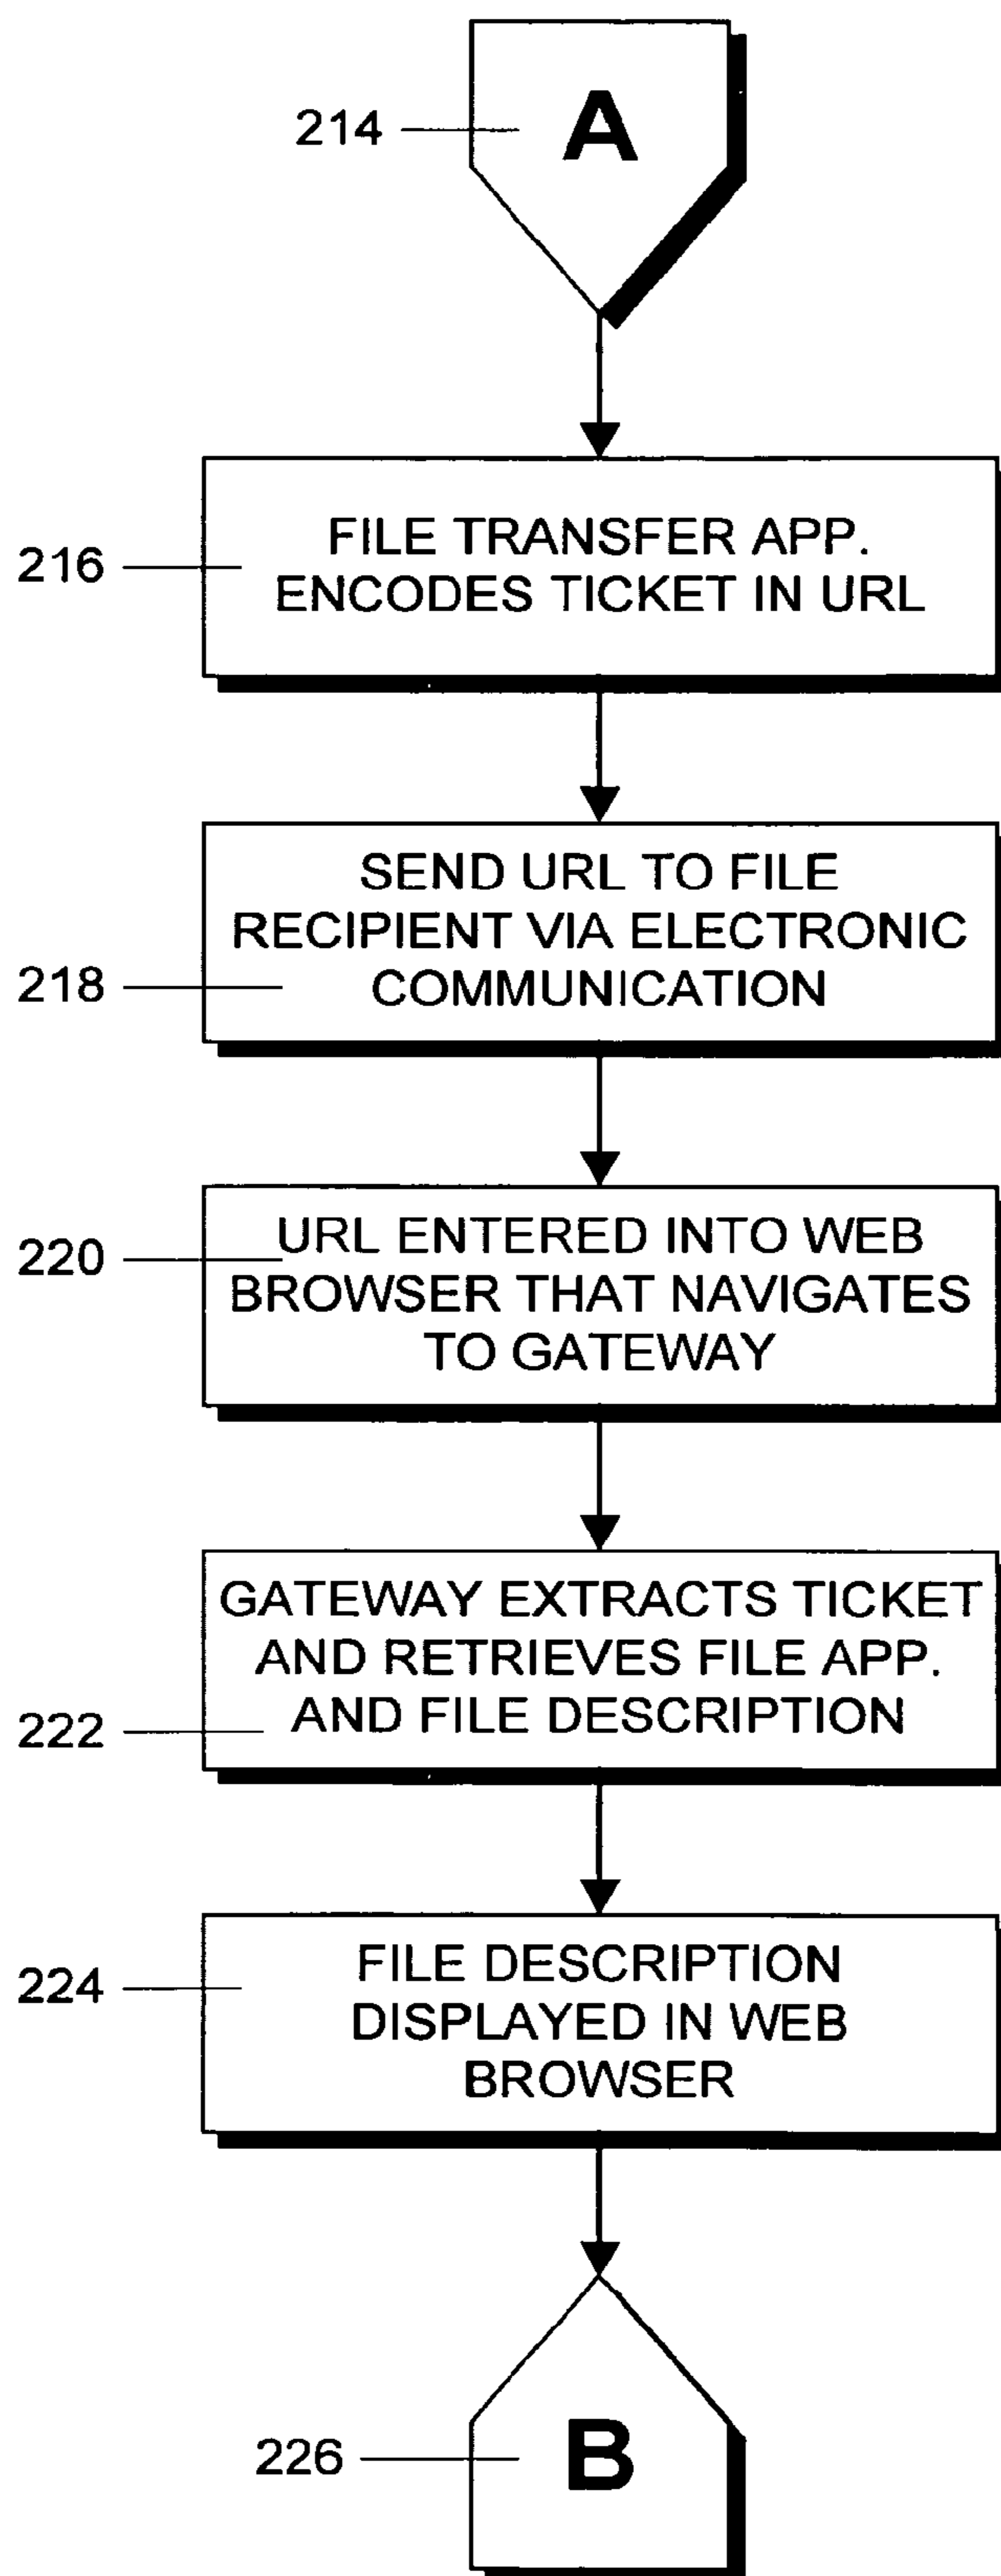 214
A
216
FILE TRANSFER APP.
ENCODES TICKET IN URL
218
SEND URL TO FILE
RECIPIENT VIA ELECTRONIC
COMMUNICATION
220
URL ENTERED INTO WEB
BROWSER THAT NAVIGATES
TO GATEWAY
222
GATEWAY EXTRACTS TICKET
AND RETRIEVES FILE APP.
AND FILE DESCRIPTION
224
FILE DESCRIPTION
DISPLAYED IN WEB
BROWSER
226
B